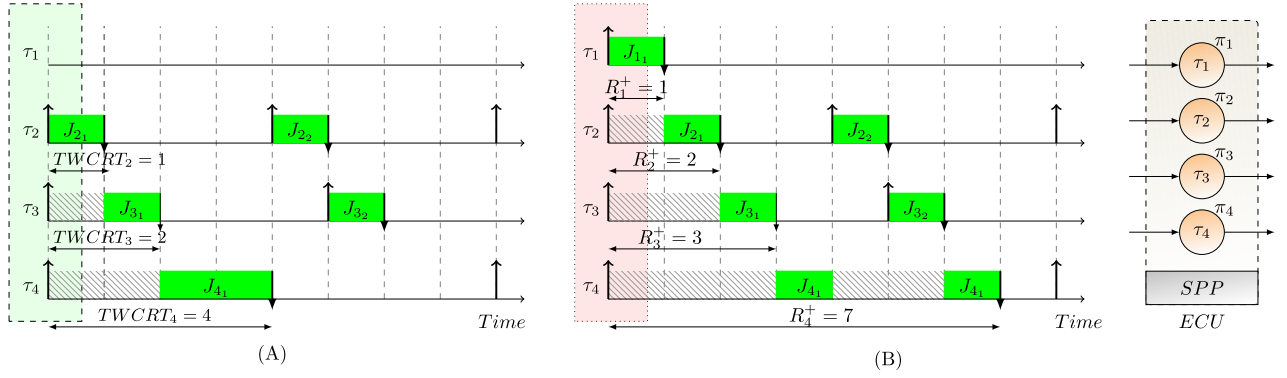 τ1
τ2
J21
J22
TWCRT2 = 1
τ3
J31
J32
TWCRT3 = 2
τ4
J41
TWCRT4 = 4
Time
(A)
τ1
J11
R1+ = 1
τ2
J21
J22
R2+ = 2
τ3
J31
J32
R3+ = 3
τ4
J41
J41
R4+ = 7
Time
(B)
π1
τ1
π2
τ2
π3
τ3
π4
τ4
SPP
ECU